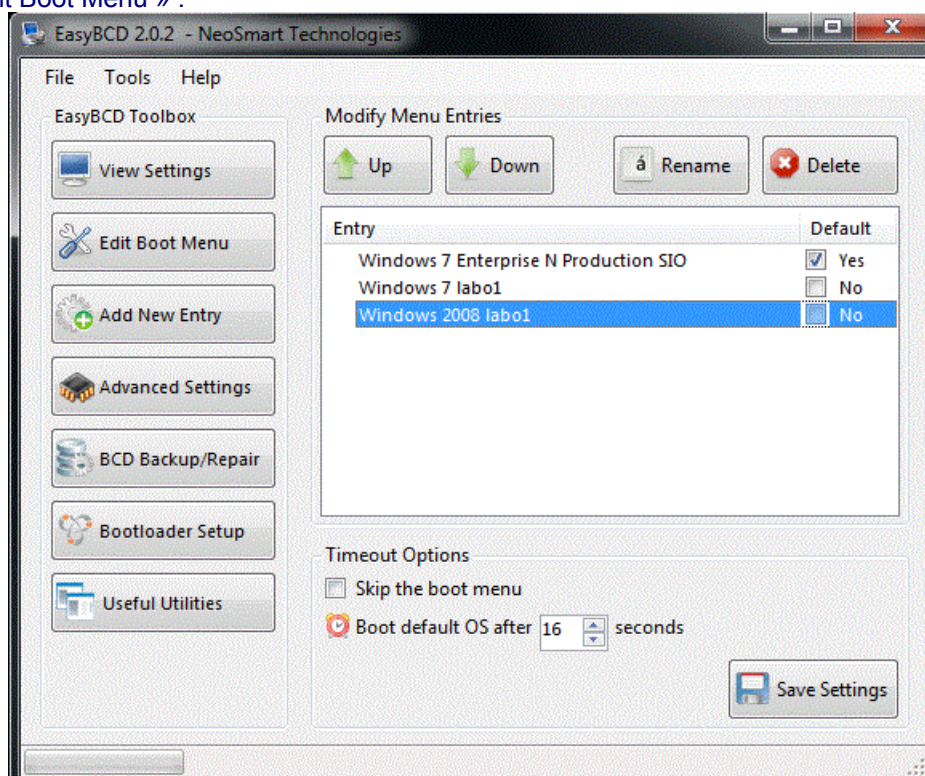 it Boot Menu » .
EasyBCD 2.0.2 - NeoSmart Technologies
File Tools Help
EasyBCD Toolbox
View Settings
Edit Boot Menu
Add New Entry
Advanced Settings
BCD Backup/Repair
Bootloader Setup
Useful Utilities
Modify Menu Entries
Up Down á Rename Delete
Entry Default
Windows 7 Enterprise N Production SIO Yes
Windows 7 labo1 No
Windows 2008 labo1 No
Timeout Options
Skip the boot menu
Boot default OS after 16 seconds
Save Settings